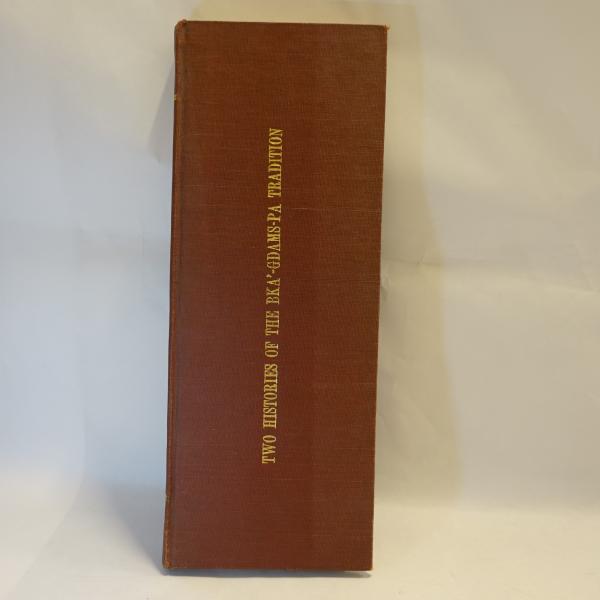 TWO HISTORIES OF THE BKA'-GDAMS-PA TRADITION